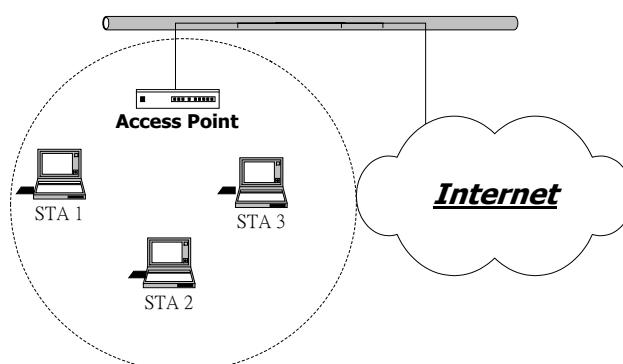 Access Point
STA 1
STA 3
Internet
STA 2